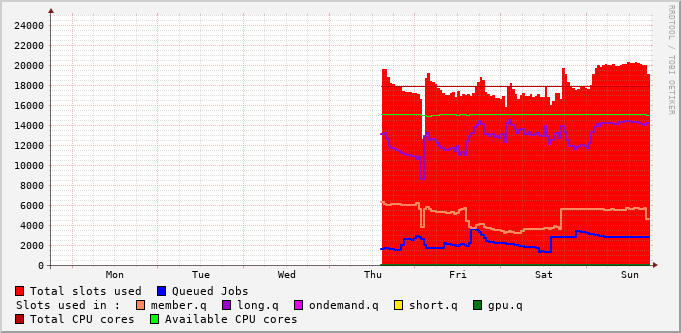 RRDTOOL / TOBI OETIKER
24000
22000
20000
18000
16000
14000
12000
10000
8000
6000
4000
2000
0
Mon Tue Wed Thu Fri Sat Sun
Total slots used Queued Jobs
Slots used in : member.q long.q ondemand.q short.q gpu.q
Total CPU cores Available CPU cores